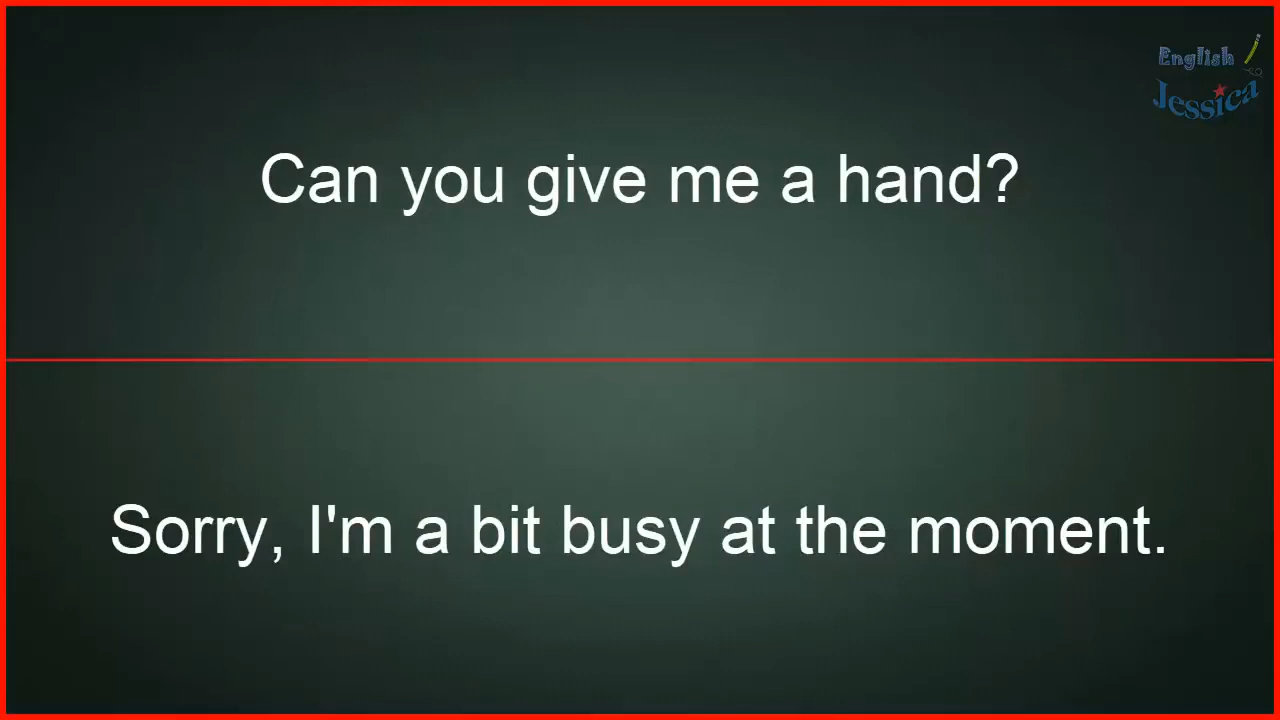 English
Jessica
Can you give me a hand?
Sorry, I'm a bit busy at the moment.